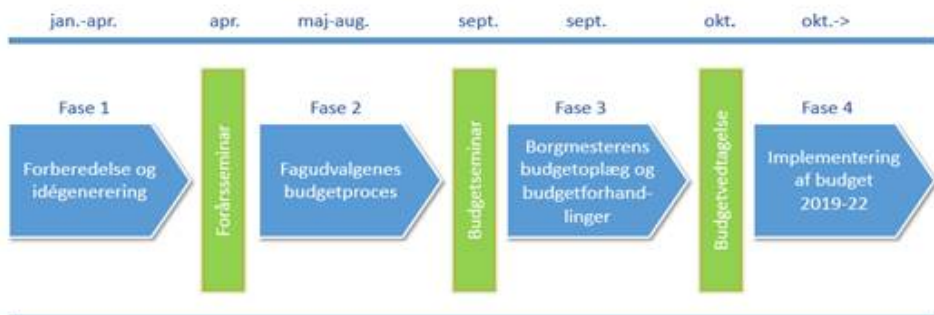 jan.-apr.
apr.
maj-aug.
sept.
sept.
okt.
okt.->
Fase 1
Forberedelse og
idégenerering
Forårsseminar
Fase 2
Fagudvalgenes
budgetproces
Budgetseminar
Fase 3
Borgmesterens
budgetoplæg og
budgetforhand-
linger
Budgetvedtagelse
Fase 4
Implementering
af budget
2019-22